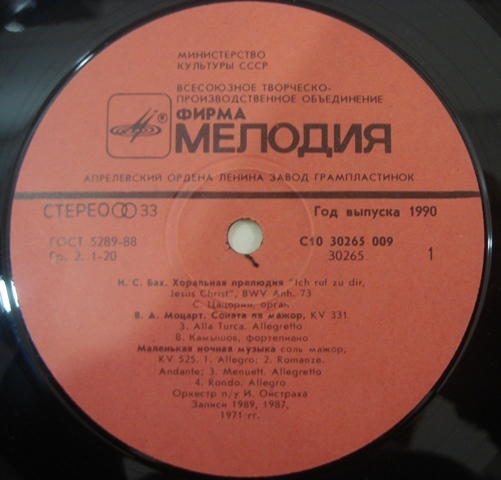 МИНИСТЕРСТВО
КУЛЬТУРЫ СССР
ВСЕСОЮЗНОЕ ТВОРЧЕСКО-
ПРОИЗВОДСТВЕННОЕ ОБЪЕДИНЕНИЕ
ФИРМА
® МЕЛОДИЯ
АПРЕЛЕВСКИЙ ОРДЕНА ЛЕНИНА ЗАВОД ГРАМПЛАСТИНОК
СТЕРЕО 33 Год выпуска 1990
ГОСТ 5289-88 С10 30265 009
Гр. 2. 1-20 30265 1
И. С. Бах. Хоральная прелюдия "Ich ruf zu dir,
Jesus Christ", BWV Anh. 73
С. Цацорин, орган
В. А. Моцарт. Соната ля мажор, KV 331
3. Alla Turca. Allegretto
В. Камышов, фортепиано
Маленькая ночная музыка соль мажор,
KV 525. 1. Allegro; 2. Romanze.
Andante; 3. Menuett. Allegretto
4. Rondo. Allegro
Оркестр п/у И. Ойстраха
Записи 1989, 1987,
1971 гг.